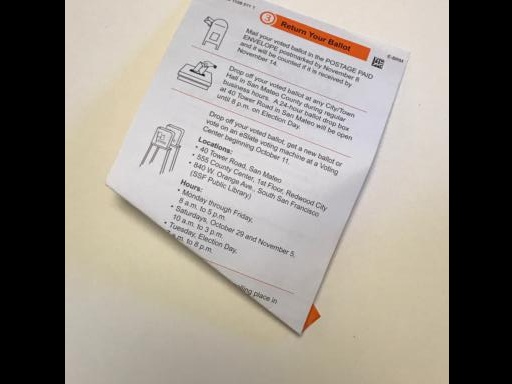 3 Return Your Ballot
Mail your voted ballot in the POSTAGE PAID
ENVELOPE postmarked by November 8
and it will be counted if it is received by
November 14.
Drop off your voted ballot at any City/Town
Hall in San Mateo County during regular
business hours. A 24-hour ballot drop box
at 40 Tower Road in San Mateo will be open
until 8 p.m. on Election Day.
Drop off your voted ballot, get a new ballot or
vote on an eSlate voting machine at a Voting
Center beginning October 11.
Locations:
• 40 Tower Road, San Mateo
• 555 County Center, 1st Floor, Redwood City
• 840 W. Orange Ave., South San Francisco
(SSF Public Library)
Hours:
• Monday through Friday,
8 a.m. to 5 p.m.
• Saturdays, October 29 and November 5,
10 a.m. to 3 p.m.
• Tuesday, Election Day,
a.m. to 8 p.m.
place in